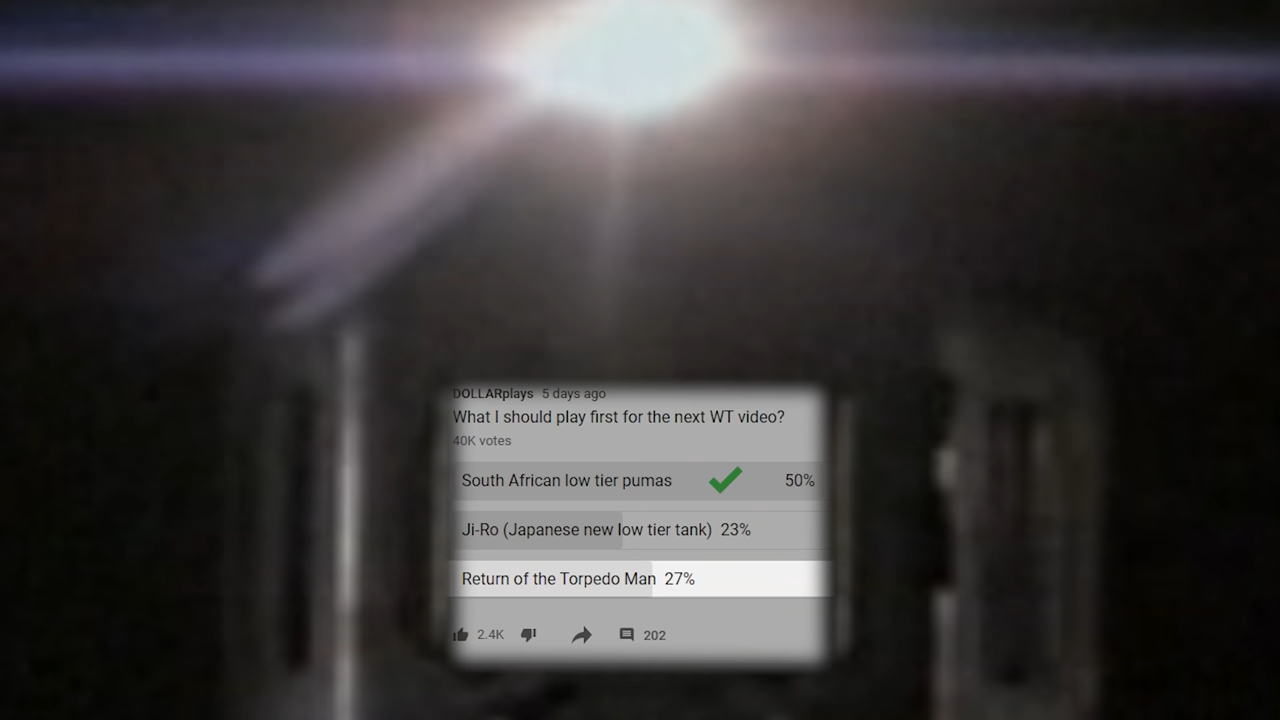 DOLLARplays 5 days ago
What I should play first for the next WT video?
40K votes
South African low tier pumas 50%
Ji-Ro (Japanese new low tier tank) 23%
Return of the Torpedo Man 27%
2.4K 202